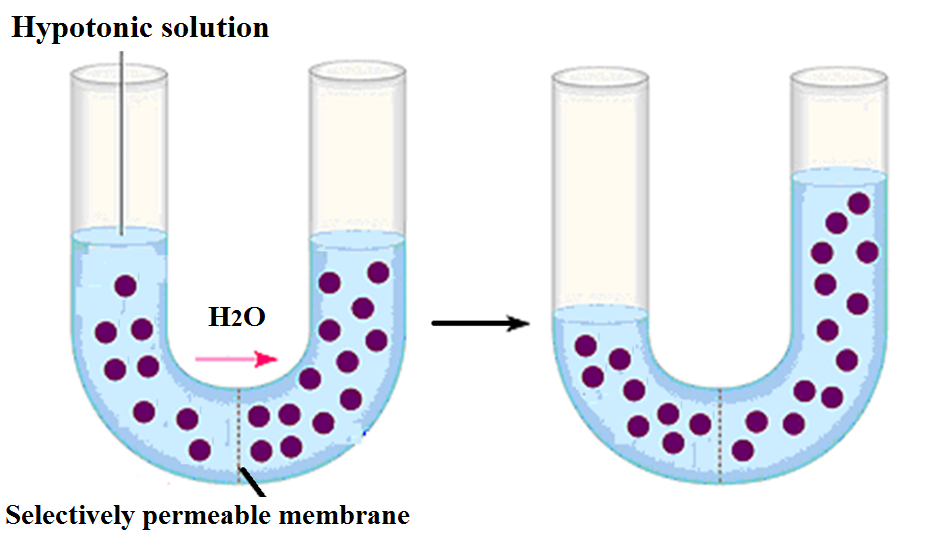 Hypotonic solution
H2O
Selectively permeable membrane